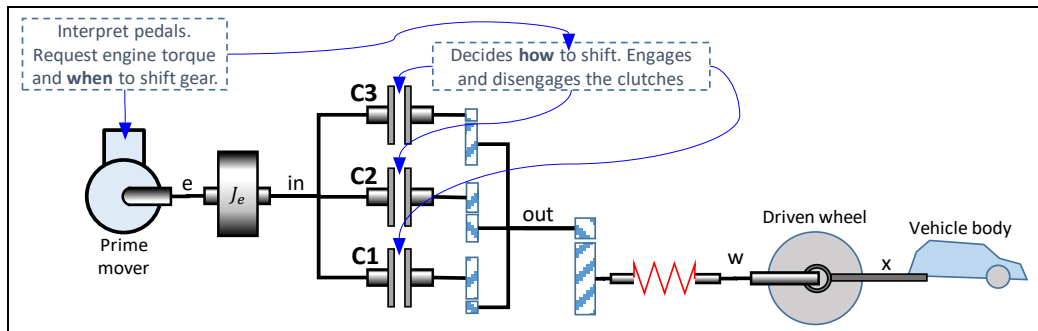 Interpret pedals.
Request engine torque
and when to shift gear.
Decides how to shift. Engages
and disengages the clutches
C3
C2
C1
e
J_e
in
out
Prime
mover
w
Driven wheel
x
Vehicle body